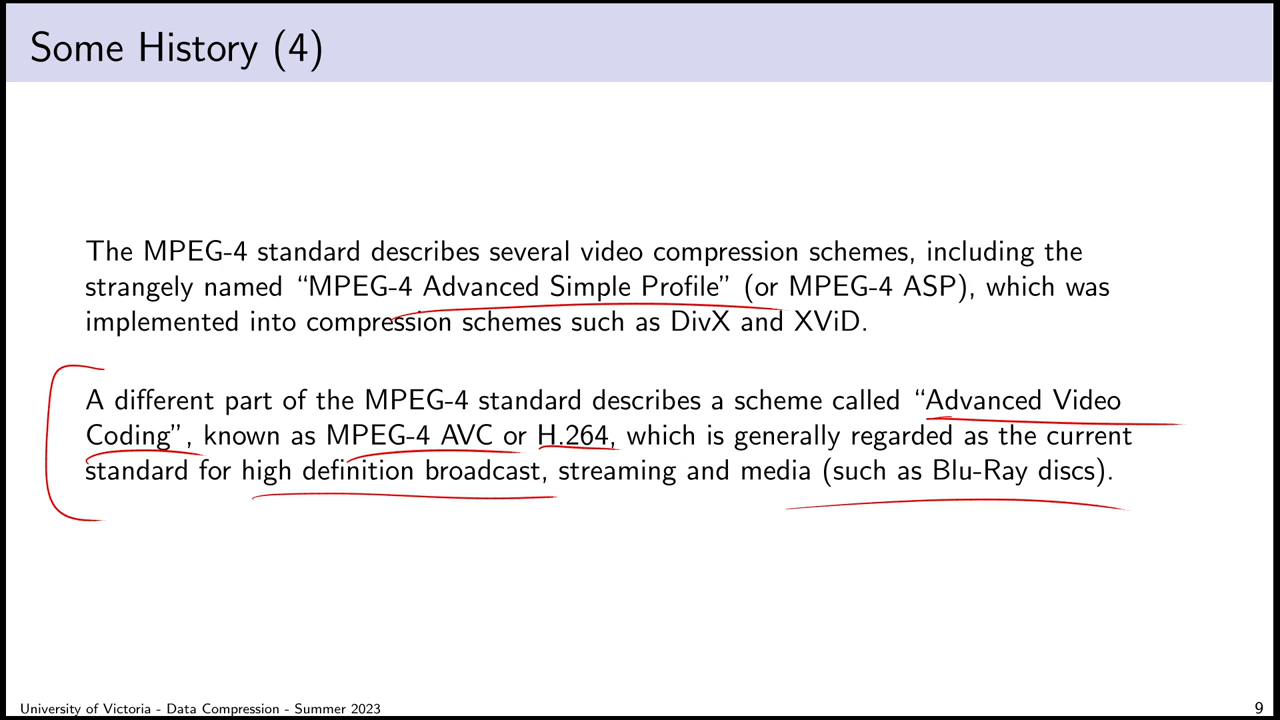 Some History (4)
The MPEG-4 standard describes several video compression schemes, including the
strangely named “MPEG-4 Advanced Simple Profile” (or MPEG-4 ASP), which was
implemented into compression schemes such as DivX and XViD.
A different part of the MPEG-4 standard describes a scheme called “Advanced Video
Coding”, known as MPEG-4 AVC or H.264, which is generally regarded as the current
standard for high definition broadcast, streaming and media (such as Blu-Ray discs).
University of Victoria - Data Compression - Summer 2023
9